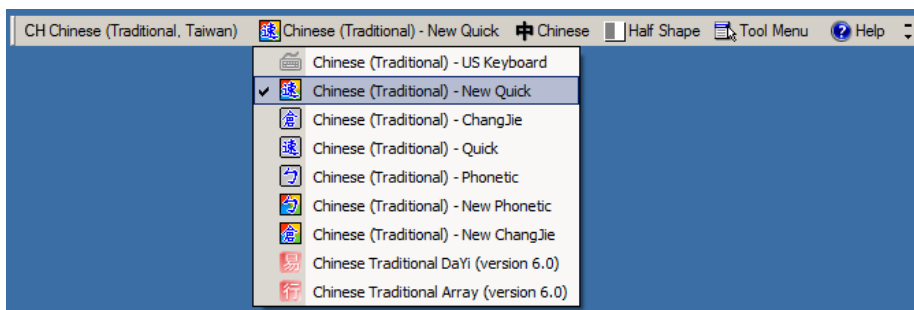 CH Chinese (Traditional, Taiwan) 速 Chinese (Traditional) - New Quick 中 Chinese Half Shape Tool Menu ? Help
Chinese (Traditional) - US Keyboard
速 Chinese (Traditional) - New Quick
倉 Chinese (Traditional) - ChangJie
速 Chinese (Traditional) - Quick
ㄅ Chinese (Traditional) - Phonetic
ㄅ Chinese (Traditional) - New Phonetic
倉 Chinese (Traditional) - New ChangJie
易 Chinese Traditional DaYi (version 6.0)
行 Chinese Traditional Array (version 6.0)